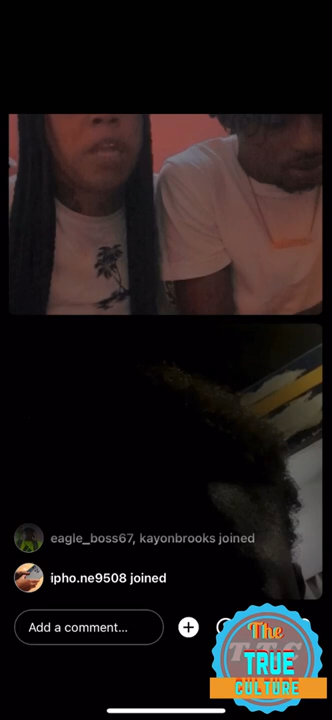 eagle_boss67, kayonbrooks joined
ipho.ne9508 joined
Add a comment...
The
T.T.C
TRUE
CULTURE